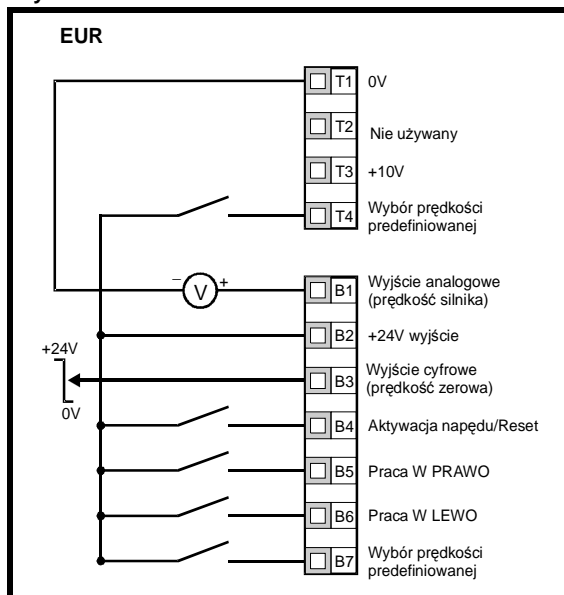 EUR
T1 0V
T2 Nie używany
T3 +10V
T4 Wybór prędkości
predefiniowanej
– V +
B1 Wyjście analogowe
(prędkość silnika)
B2 +24V wyjście
+24V
B3 Wyjście cyfrowe
(prędkość zerowa)
0V
B4 Aktywacja napędu/Reset
B5 Praca W PRAWO
B6 Praca W LEWO
B7 Wybór prędkości
predefiniowanej